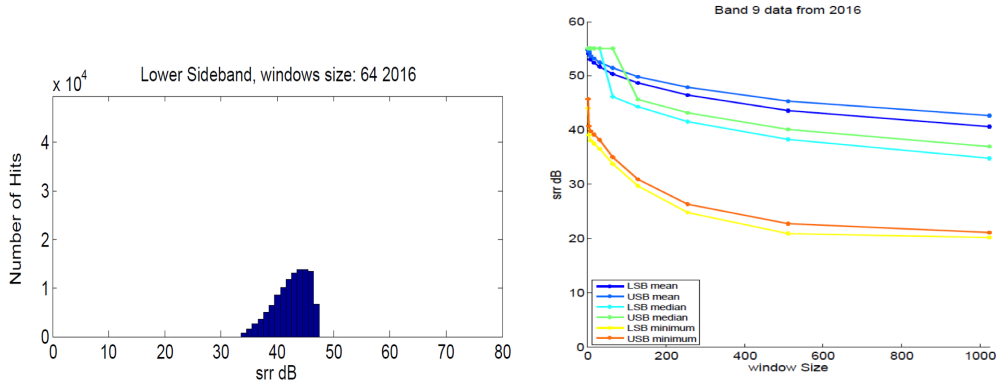 Lower Sideband, windows size: 64 2016
x 10⁴
Number of Hits
4
3
2
1
0
0 10 20 30 40 50 60 70 80
srr dB
Band 9 data from 2016
srr dB
60
50
40
30
20
10
0
LSB mean
USB mean
LSB median
USB median
LSB minimum
USB minimum
0 200 400 600 800 1000
window Size